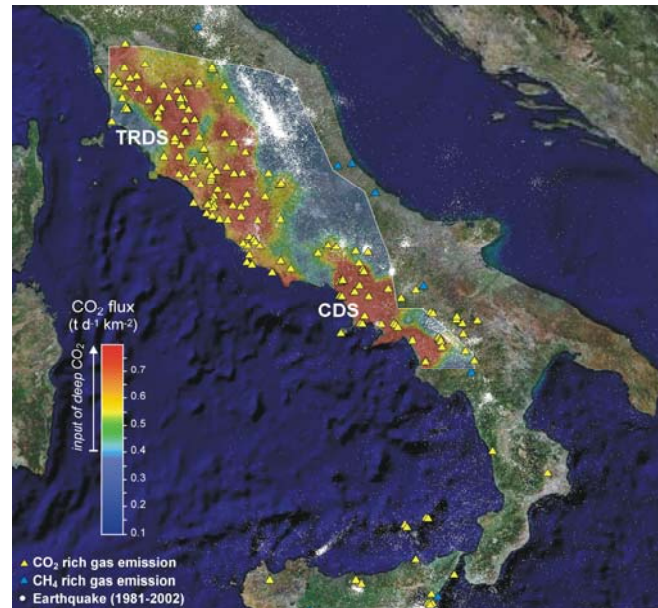 TRDS
CDS
CO₂ flux
(t d⁻¹ km⁻²)
input of deep CO₂
0.7
0.6
0.5
0.4
0.3
0.2
0.1
CO₂ rich gas emission
CH₄ rich gas emission
Earthquake (1981-2002)